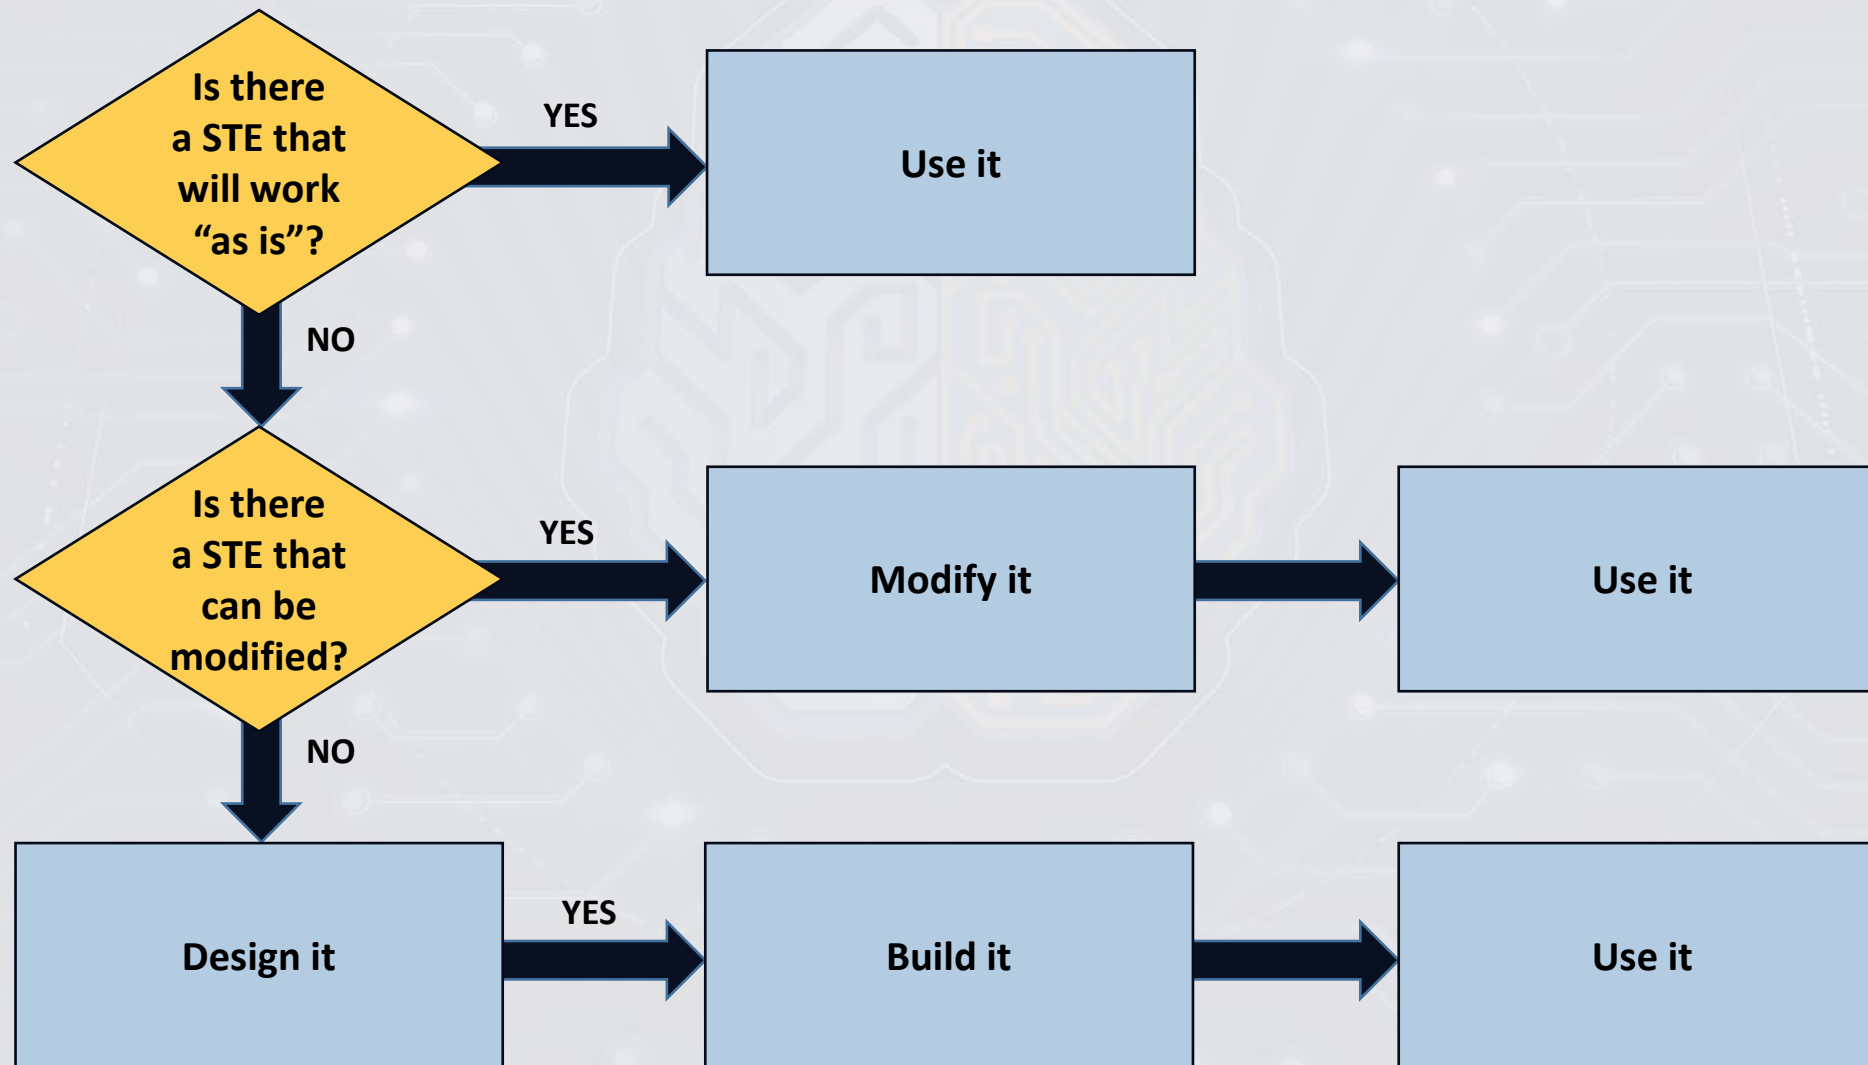 Is there
a STE that
will work
“as is”?
YES
Use it
NO
Is there
a STE that
can be
modified?
YES
Modify it
Use it
NO
Design it
YES
Build it
Use it